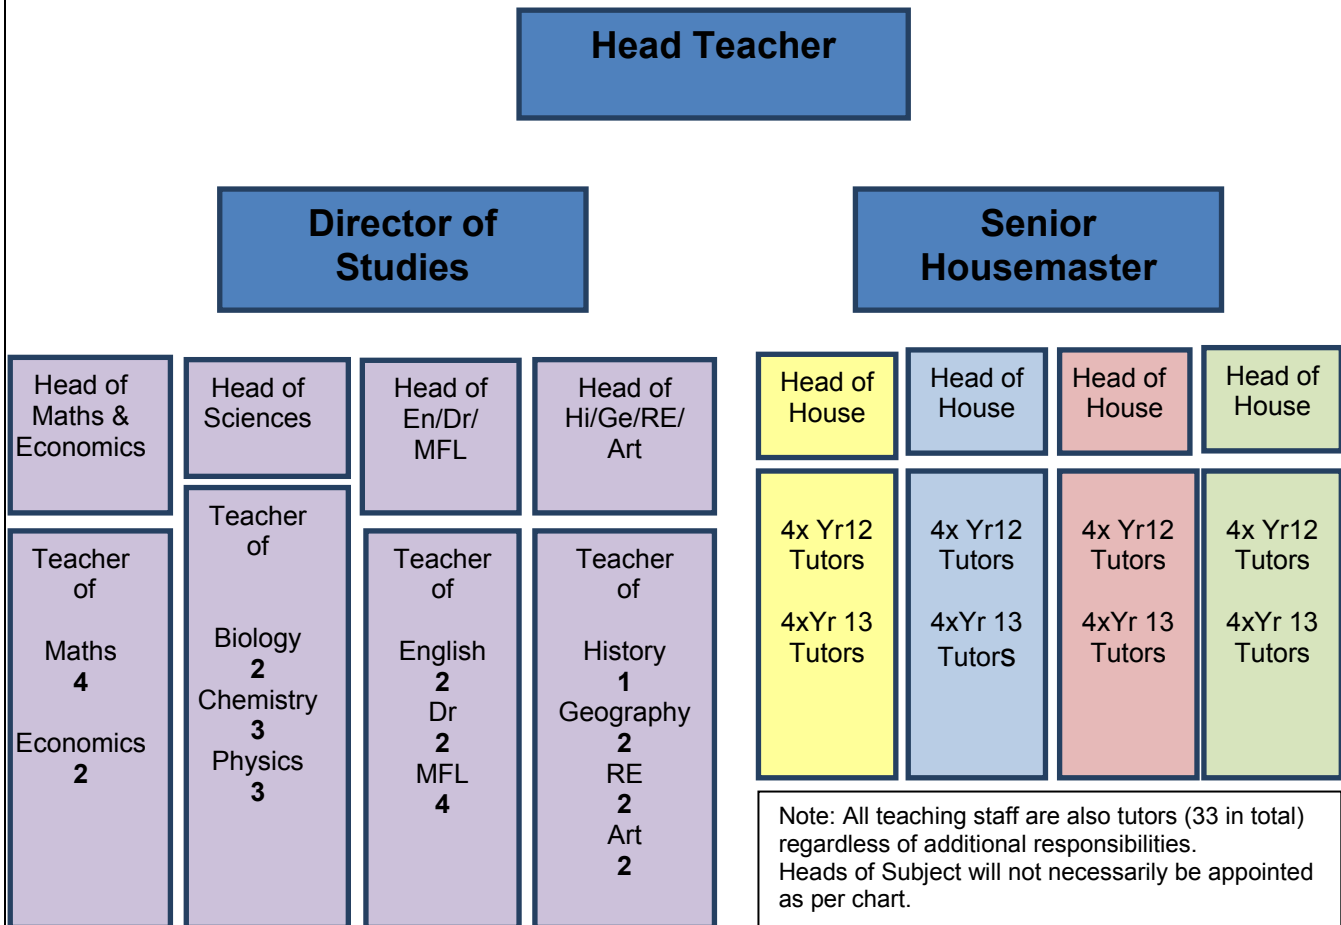 Head Teacher
Director of
Studies
Senior
Housemaster
Head of
Maths &
Economics
Head of
Sciences
Head of
En/Dr/
MFL
Head of
Hi/Ge/RE/
Art
Teacher
of
Maths
4
Economics
2
Teacher
of
Biology
2
Chemistry
3
Physics
3
Teacher
of
English
2
Dr
2
MFL
4
Teacher
of
History
1
Geography
2
RE
2
Art
2
Head of
House
Head of
House
Head of
House
Head of
House
4x Yr12
Tutors
4xYr 13
Tutors
4x Yr12
Tutors
4xYr 13
Tutors
4x Yr12
Tutors
4xYr 13
Tutors
4x Yr12
Tutors
4xYr 13
Tutors
Note: All teaching staff are also tutors (33 in total)
regardless of additional responsibilities.
Heads of Subject will not necessarily be appointed
as per chart.